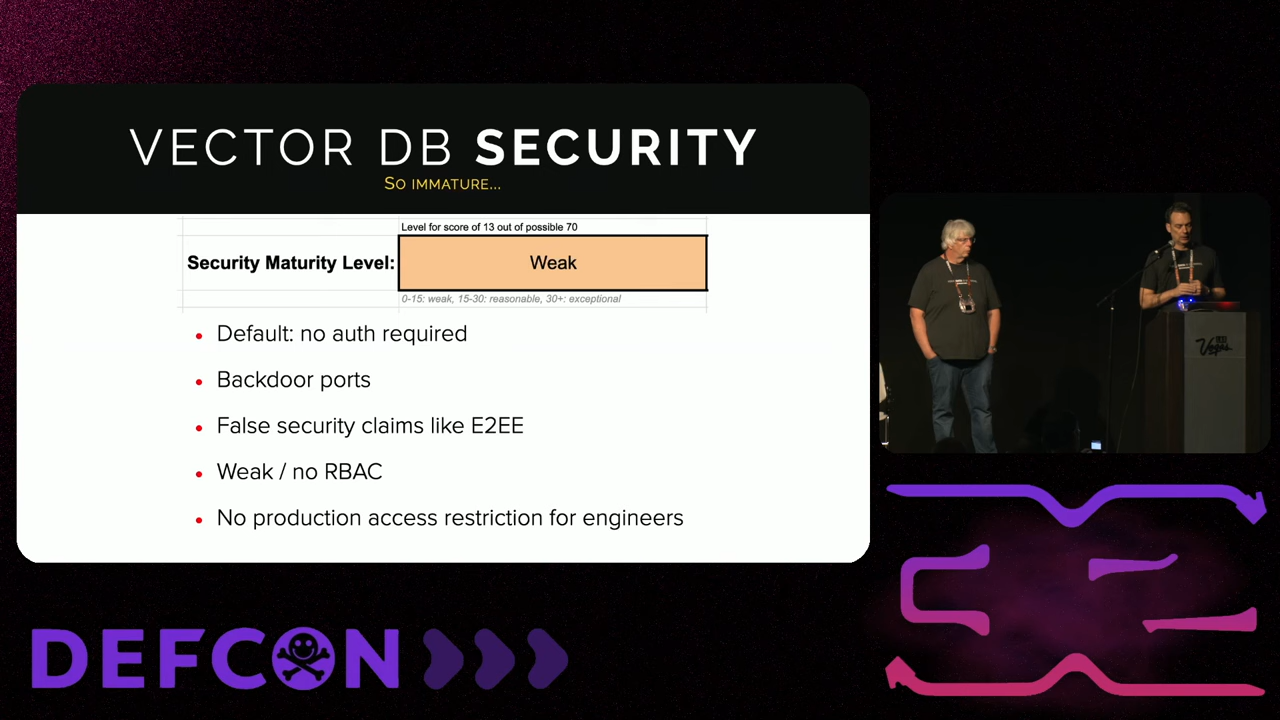 VECTOR DB SECURITY
So immature...
Level for score of 13 out of possible 70
Security Maturity Level: Weak
0-15: weak, 15-30: reasonable, 30+: exceptional
• Default: no auth required
• Backdoor ports
• False security claims like E2EE
• Weak / no RBAC
• No production access restriction for engineers
Vegas
DEFCON